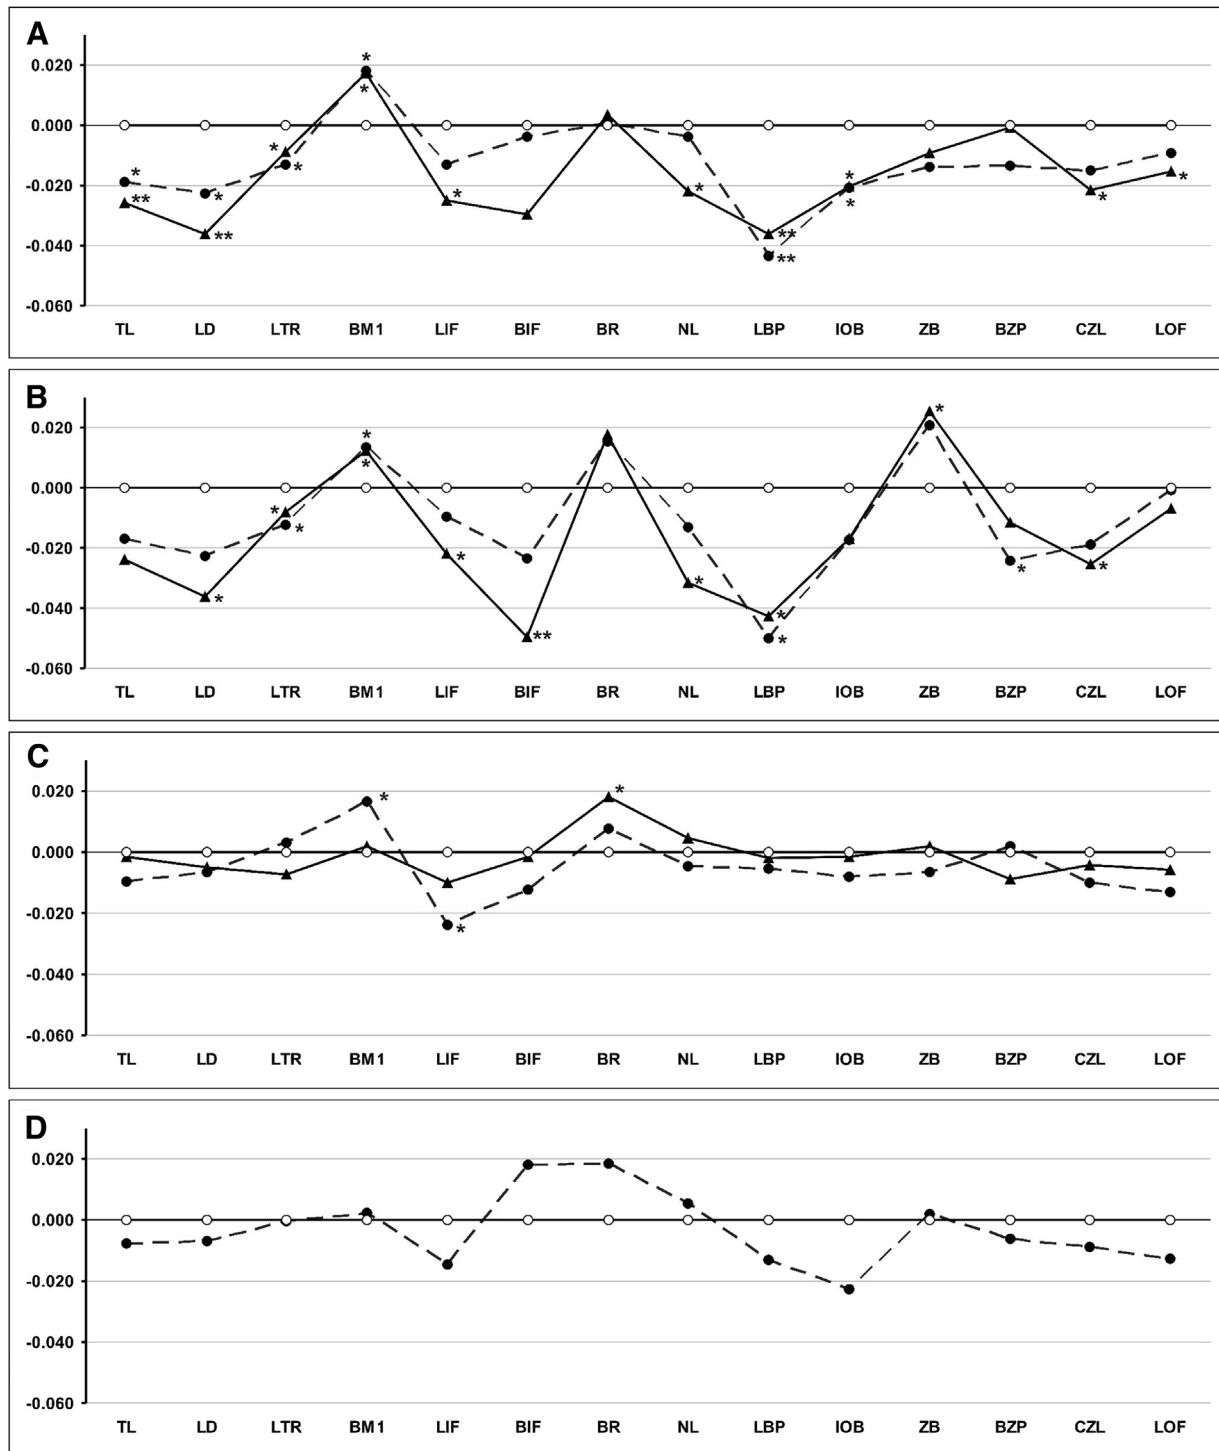 A
0.020
0.000
-0.020
-0.040
-0.060
* * * * * * * ** * ** * * * ** ** * * * *
TL LD LTR BM1 LIF BIF BR NL LBP IOB ZB BZP CZL LOF
B
0.020
0.000
-0.020
-0.040
-0.060
* * * * * * * ** * * * * * *
TL LD LTR BM1 LIF BIF BR NL LBP IOB ZB BZP CZL LOF
C
0.020
0.000
-0.020
-0.040
-0.060
* * *
TL LD LTR BM1 LIF BIF BR NL LBP IOB ZB BZP CZL LOF
D
0.020
0.000
-0.020
-0.040
-0.060
TL LD LTR BM1 LIF BIF BR NL LBP IOB ZB BZP CZL LOF